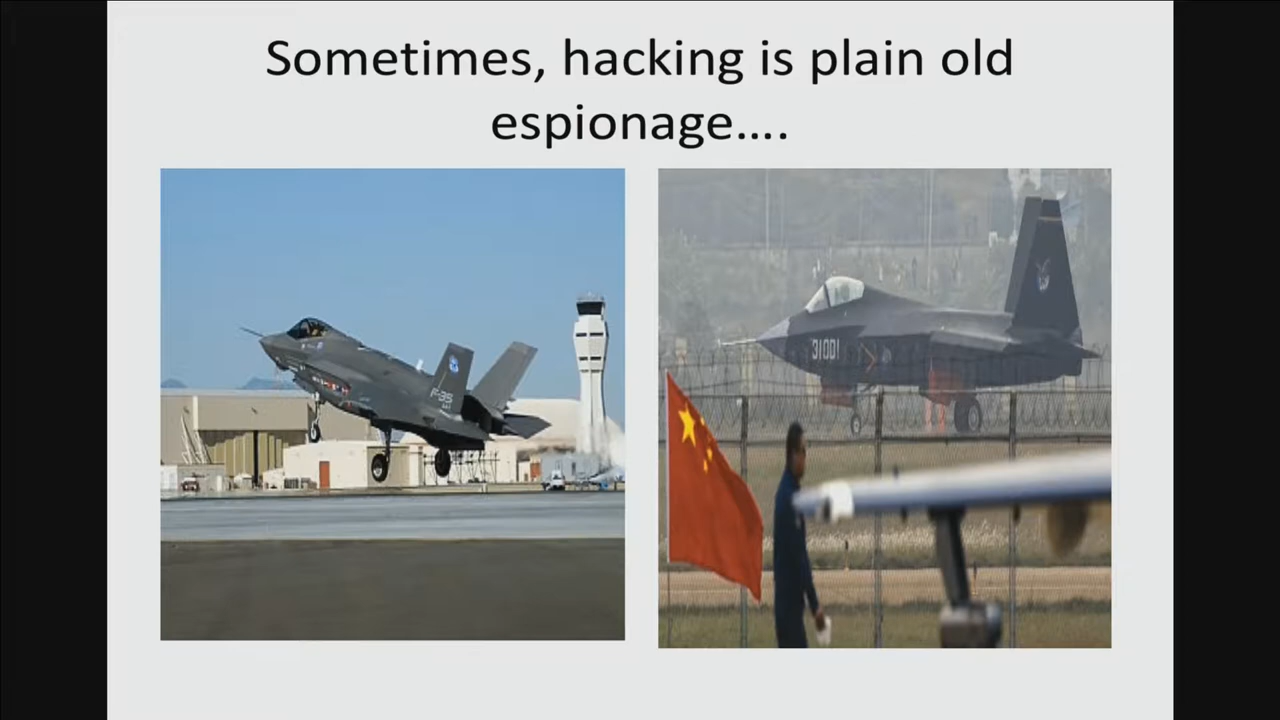 Sometimes, hacking is plain old
espionage....
F-35
31001